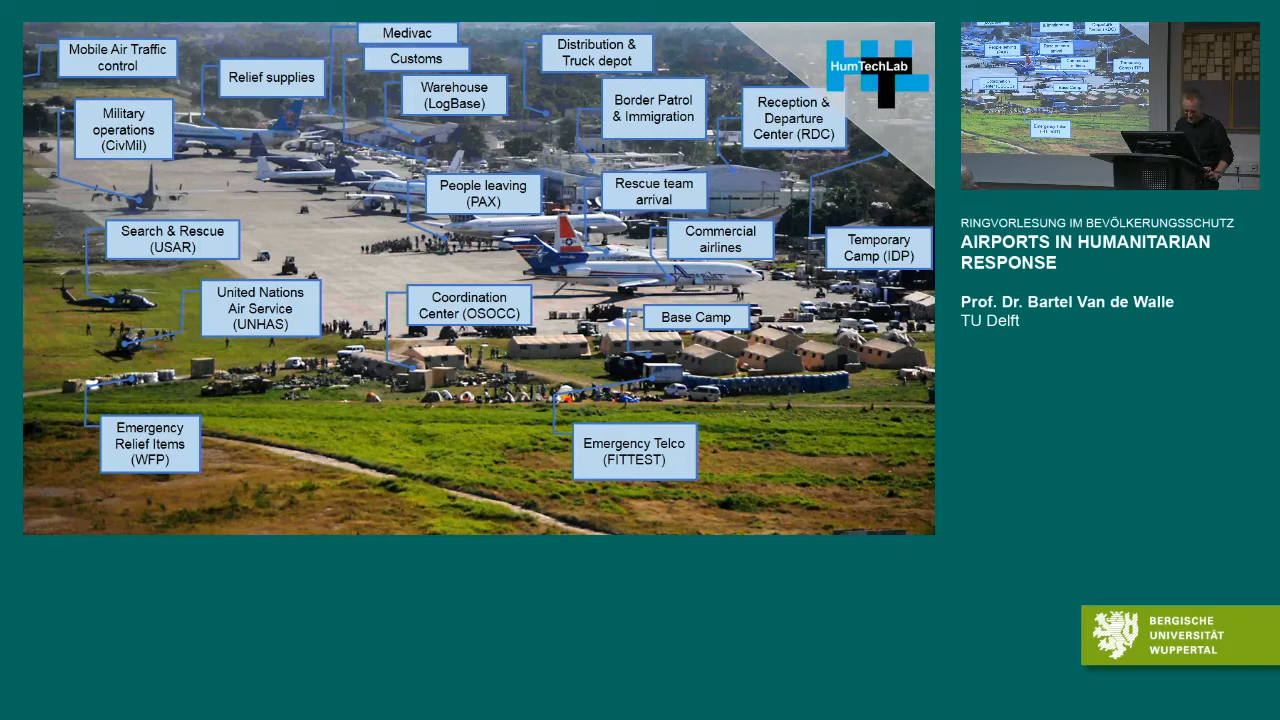 Mobile Air Traffic
control
Relief supplies
Medivac
Customs
Warehouse
(LogBase)
Distribution &
Truck depot
Border Patrol
& Immigration
Reception &
Departure
Center (RDC)
HumTechLab
Military
operations
(CivMil)
People leaving
(PAX)
Rescue team
arrival
Search & Rescue
(USAR)
Commercial
airlines
Temporary
Camp (IDP)
United Nations
Air Service
(UNHAS)
Coordination
Center (OSOCC)
Base Camp
Emergency
Relief Items
(WFP)
Emergency Telco
(FITTEST)
RINGVORLESUNG IM BEVÖLKERUNGSSCHUTZ
AIRPORTS IN HUMANITARIAN
RESPONSE
Prof. Dr. Bartel Van de Walle
TU Delft
BERGISCHE
UNIVERSITÄT
WUPPERTAL